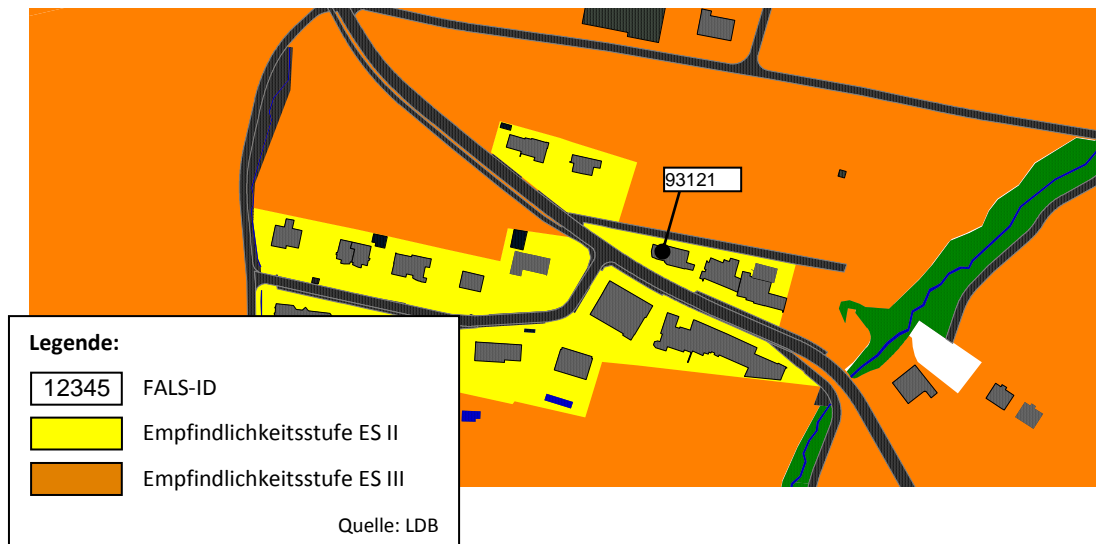 93121
Legende:
12345 FALS-ID
Empfindlichkeitsstufe ES II
Empfindlichkeitsstufe ES III
Quelle: LDB